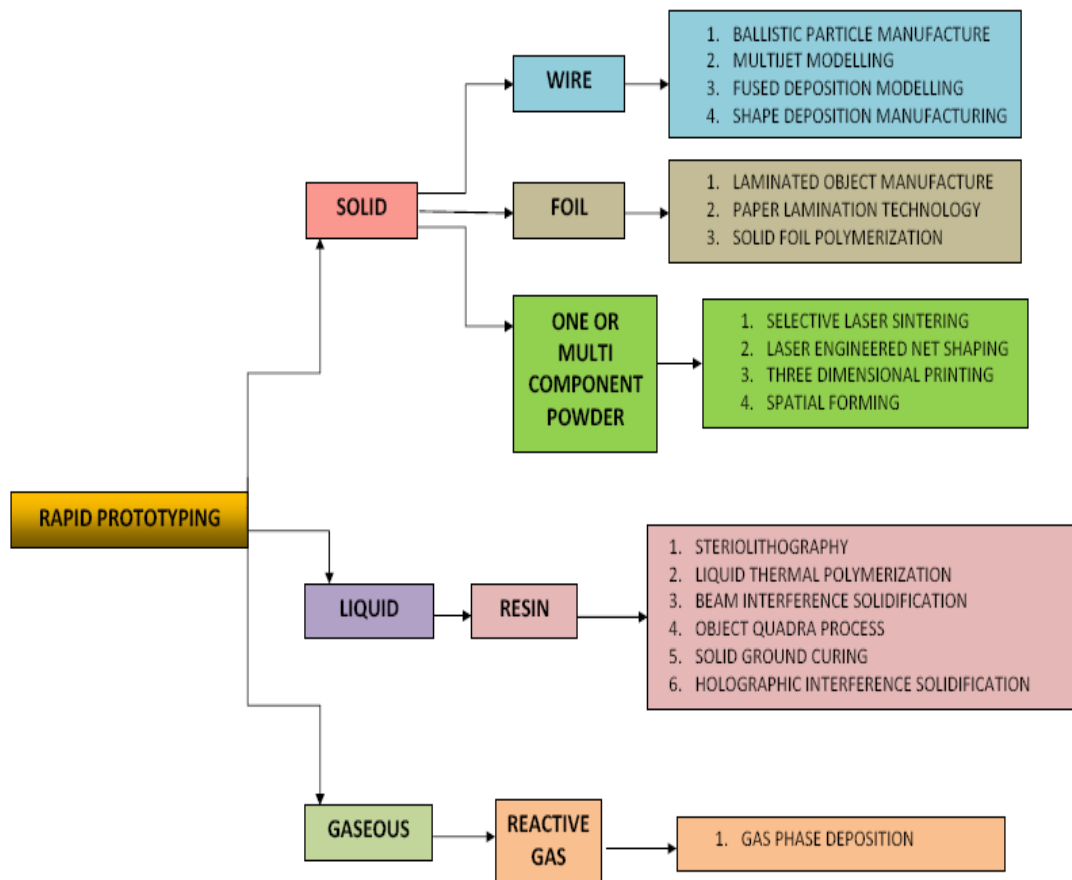 1. BALLISTIC PARTICLE MANUFACTURE
2. MULTIJET MODELLING
3. FUSED DEPOSITION MODELLING
4. SHAPE DEPOSITION MANUFACTURING
WIRE
1. LAMINATED OBJECT MANUFACTURE
2. PAPER LAMINATION TECHNOLOGY
3. SOLID FOIL POLYMERIZATION
SOLID
FOIL
ONE OR
MULTI
COMPONENT
POWDER
1. SELECTIVE LASER SINTERING
2. LASER ENGINEERED NET SHAPING
3. THREE DIMENSIONAL PRINTING
4. SPATIAL FORMING
RAPID PROTOTYPING
LIQUID
RESIN
1. STERIOLITHOGRAPHY
2. LIQUID THERMAL POLYMERIZATION
3. BEAM INTERFERENCE SOLIDIFICATION
4. OBJECT QUADRA PROCESS
5. SOLID GROUND CURING
6. HOLOGRAPHIC INTERFERENCE SOLIDIFICATION
GASEOUS
REACTIVE
GAS
1. GAS PHASE DEPOSITION